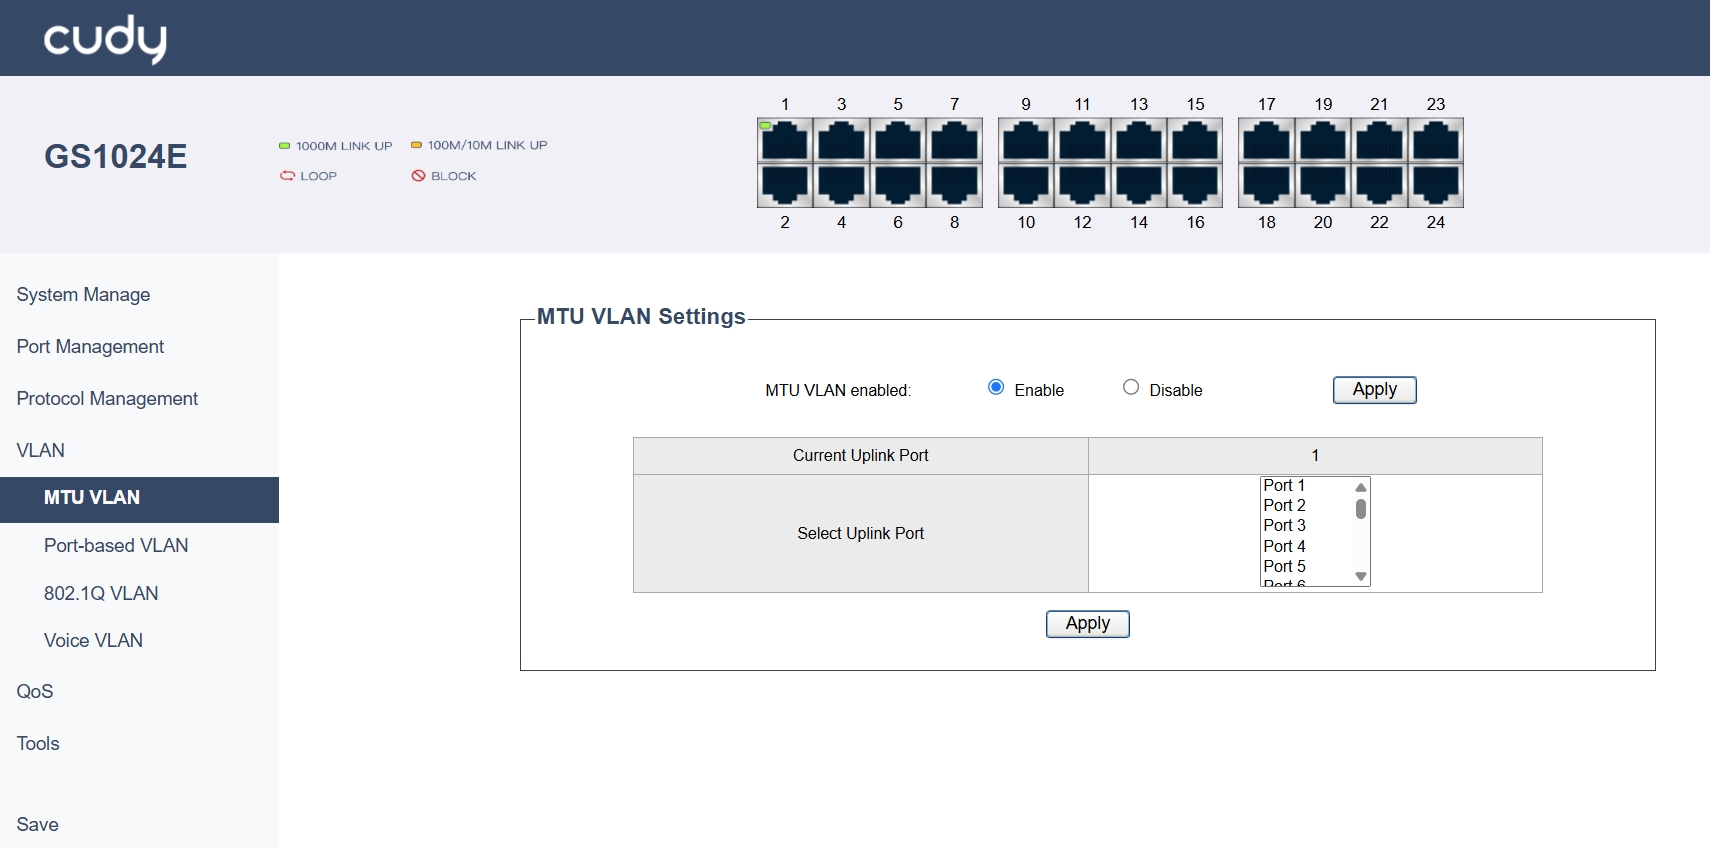 cudy
GS1024E
1000M LINK UP 100M/10M LINK UP
LOOP BLOCK
1 3 5 7 9 11 13 15 17 19 21 23
2 4 6 8 10 12 14 16 18 20 22 24
System Manage
Port Management
Protocol Management
VLAN
MTU VLAN
Port-based VLAN
802.1Q VLAN
Voice VLAN
QoS
Tools
Save
MTU VLAN Settings
MTU VLAN enabled: Enable Disable Apply
Current Uplink Port 1
Select Uplink Port
Port 1
Port 2
Port 3
Port 4
Port 5
Port 6
Apply